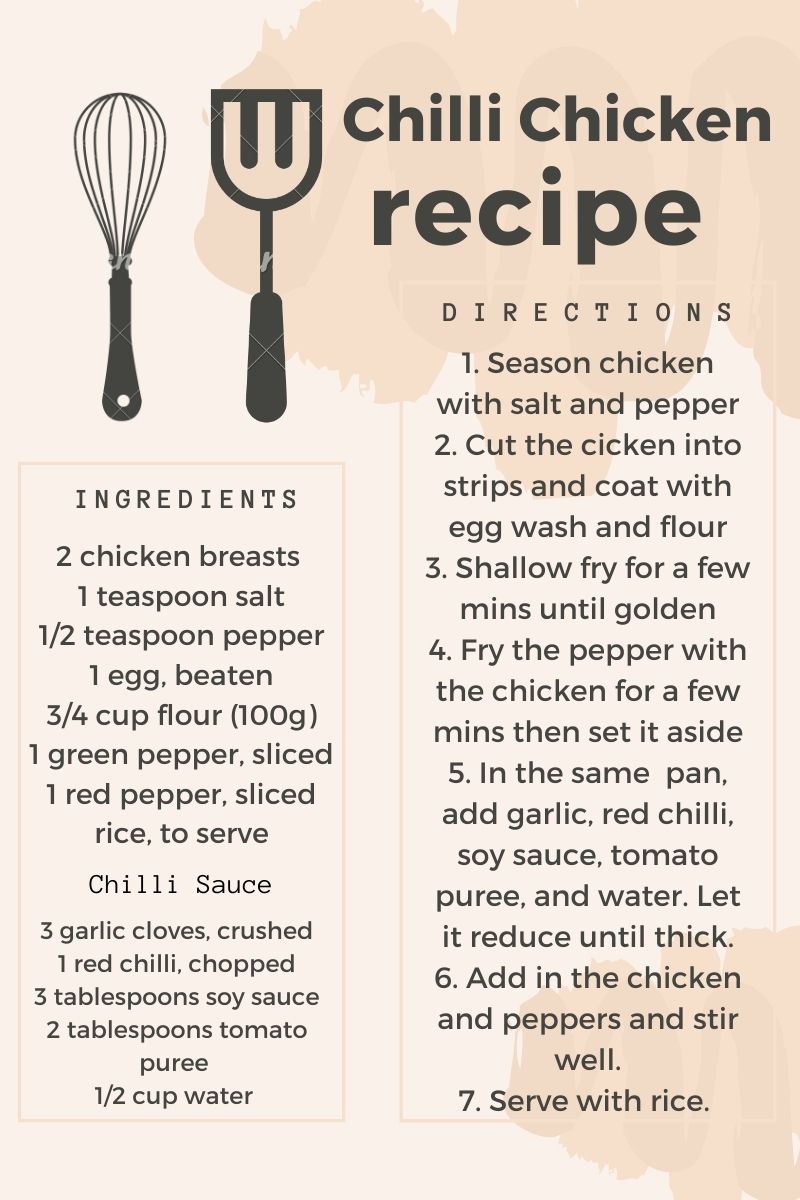 Chilli Chicken
recipe
INGREDIENTS
2 chicken breasts
1 teaspoon salt
1/2 teaspoon pepper
1 egg, beaten
3/4 cup flour (100g)
1 green pepper, sliced
1 red pepper, sliced
rice, to serve
Chilli Sauce
3 garlic cloves, crushed
1 red chilli, chopped
3 tablespoons soy sauce
2 tablespoons tomato
puree
1/2 cup water
DIRECTIONS
1. Season chicken
with salt and pepper
2. Cut the cicken into
strips and coat with
egg wash and flour
3. Shallow fry for a few
mins until golden
4. Fry the pepper with
the chicken for a few
mins then set it aside
5. In the same  pan,
add garlic, red chilli,
soy sauce, tomato
puree, and water. Let
it reduce until thick.
6. Add in the chicken
and peppers and stir
well.
7. Serve with rice.